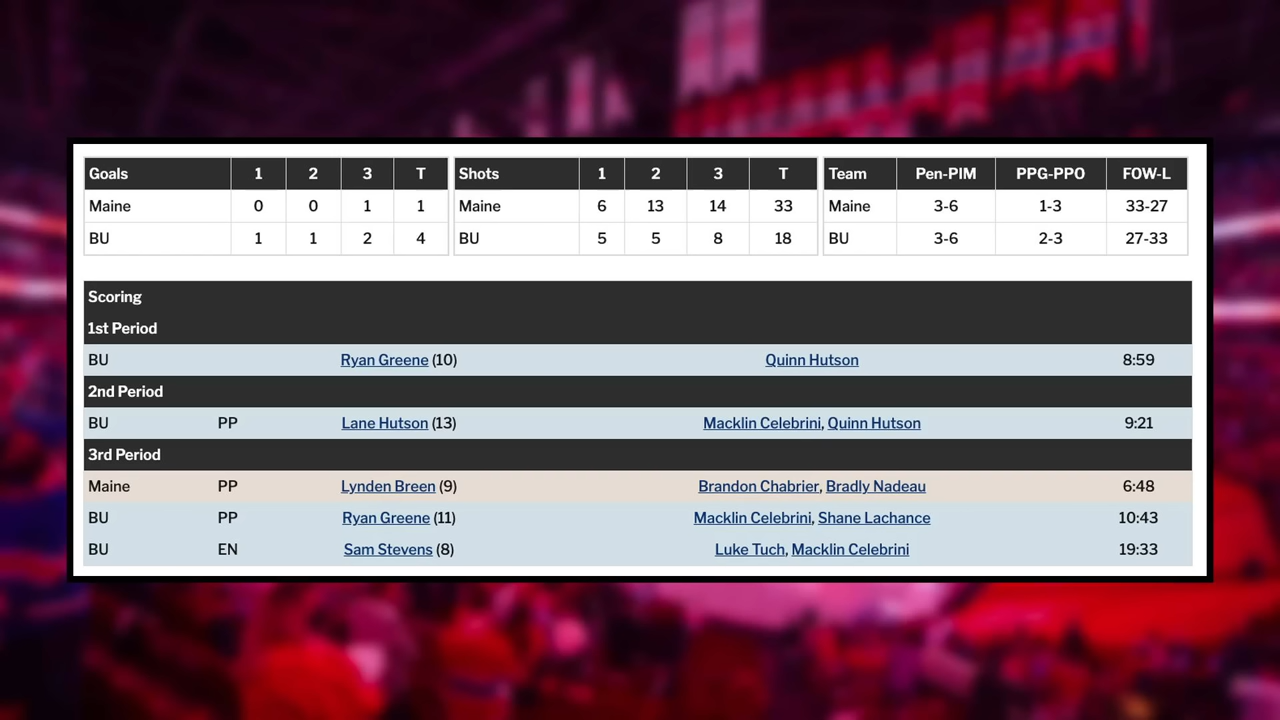 Goals 1 2 3 T Shots 1 2 3 T Team Pen-PIM PPG-PPO FOW-L
Maine 0 0 1 1 Maine 6 13 14 33 Maine 3-6 1-3 33-27
BU 1 1 2 4 BU 5 5 8 18 BU 3-6 2-3 27-33
Scoring
1st Period
BU Ryan Greene (10) Quinn Hutson 8:59
2nd Period
BU PP Lane Hutson (13) Macklin Celebrini, Quinn Hutson 9:21
3rd Period
Maine PP Lynden Breen (9) Brandon Chabrier, Bradly Nadeau 6:48
BU PP Ryan Greene (11) Macklin Celebrini, Shane Lachance 10:43
BU EN Sam Stevens (8) Luke Tuch, Macklin Celebrini 19:33